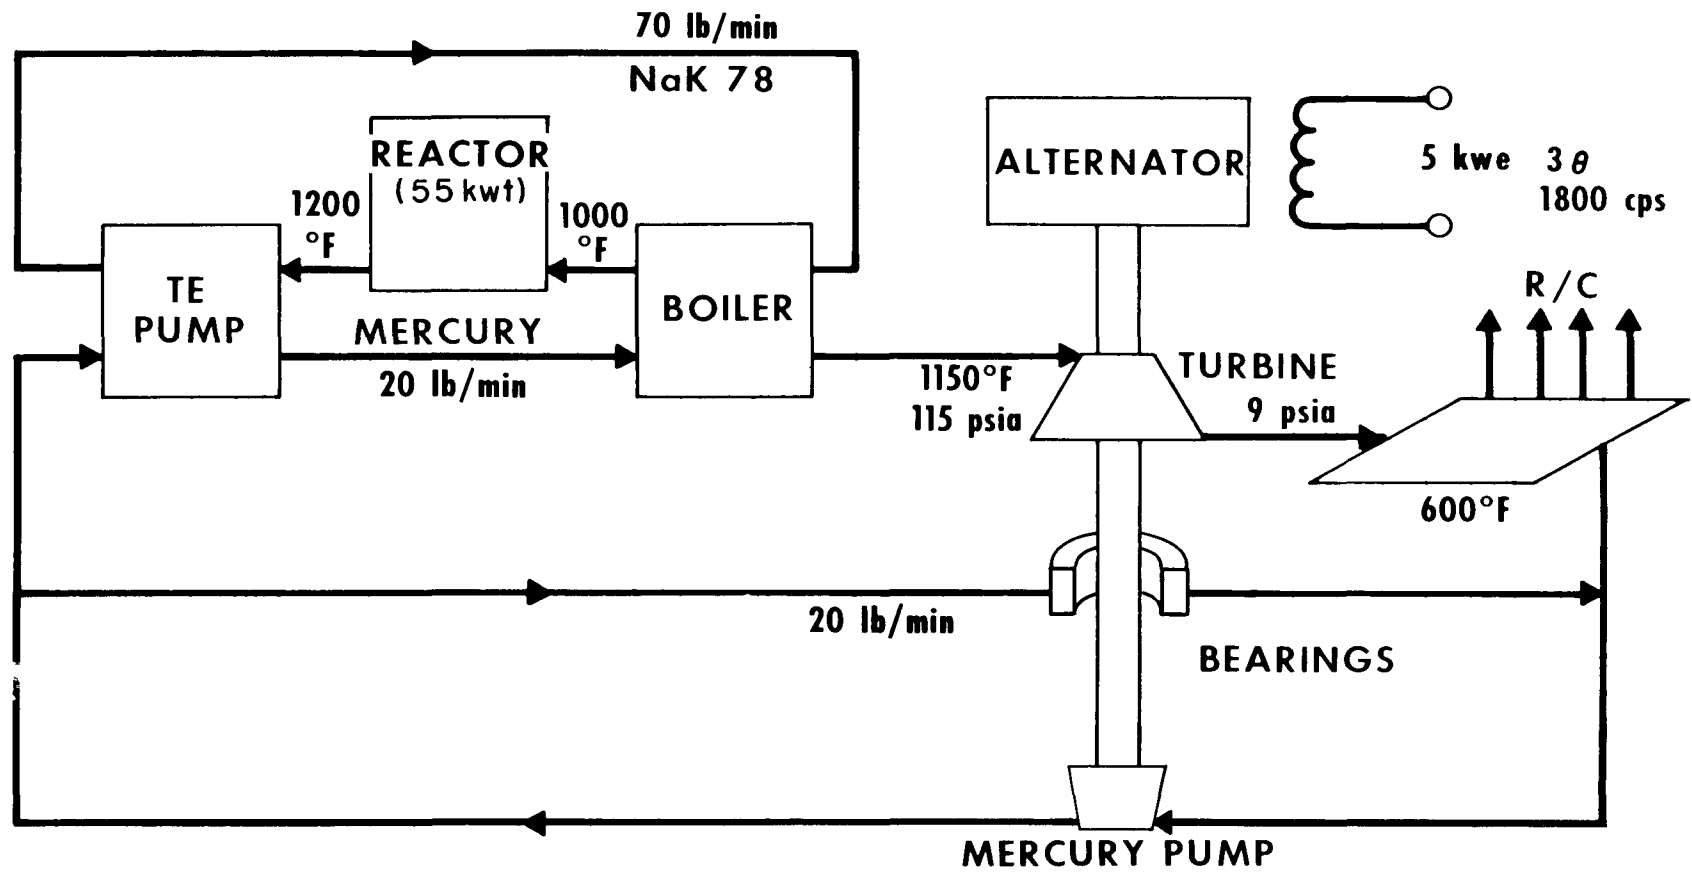 70 lb/min
NaK 78
REACTOR
(55 kwt)
1200
°F
1000
°F
TE
PUMP
BOILER
MERCURY
20 lb/min
ALTERNATOR
5 kwe 3θ
1800 cps
R/C
1150°F
115 psia
TURBINE
9 psia
600°F
20 lb/min
BEARINGS
MERCURY PUMP